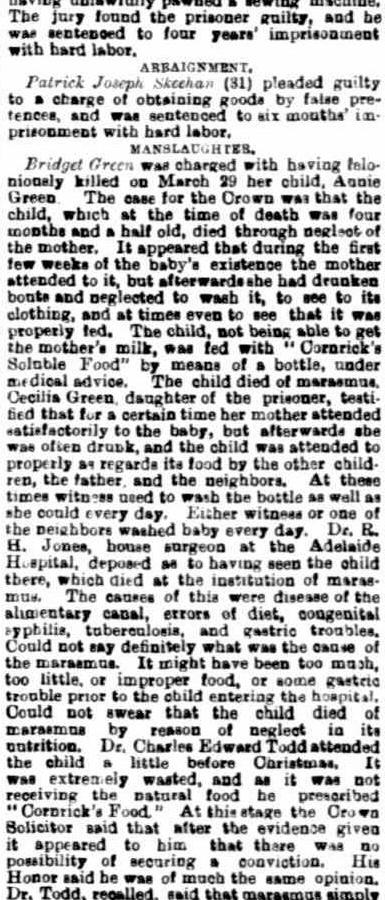 having unlawfully pawned a sewing machine.
The jury found the prisoner guilty, and he
was sentenced to four years' imprisonment
with hard labor.
ARRAIGNMENT.
Patrick Joseph Skeehan (31) pleaded guilty
to a charge of obtaining goods by false pre-
tences, and was sentenced to six months' im-
prisonment with hard labor.
MANSLAUGHTER.
Bridget Green was charged with having felo-
niously killed on March 29 her child, Annie
Green. The case for the Crown was that the
child, which at the time of death was four
months and a half old, died through neglect of
the mother. It appeared that during the first
few weeks of the baby's existence the mother
attended to it, but afterwards she had drunken
bouts and neglected to wash it, to see to its
clothing, and at times even to see that it was
properly fed. The child, not being able to get
the mother's milk, was fed with "Cornrick's
Soluble Food" by means of a bottle, under
medical advice. The child died of marasmus.
Cecilia Green, daughter of the prisoner, testi-
fied that for a certain time her mother attended
satisfactorily to the baby, but afterwards she
was often drunk, and the child was attended to
properly as regards its food by the other child-
ren, the father, and the neighbors. At these
times witness used to wash the bottle as well as
she could every day. Either witness or one of
the neighbors washed baby every day. Dr. R.
H. Jones, house surgeon at the Adelaide
Hospital, deposed as to having seen the child
there, which died at the institution of maras-
mus. The causes of this were disease of the
alimentary canal, errors of diet, congenital
syphilis, tuberculosis, and gastric troubles.
Could not say definitely what was the cause of
the marasmus. It might have been too much,
too little, or improper food, or some gastric
trouble prior to the child entering the hospital.
Could not swear that the child died of
marasmus by reason of neglect in its
nutrition. Dr. Charles Edward Todd attended
the child a little before Christmas. It
was extremely wasted, and as it was not
receiving the natural food he prescribed
"Cornrick's Food." At this stage the Crown
Solicitor said that after the evidence given
it appeared to him that there was no
possibility of securing a conviction. His
Honor said he was of much the same opinion.
Dr. Todd, recalled, said that marasmus simply